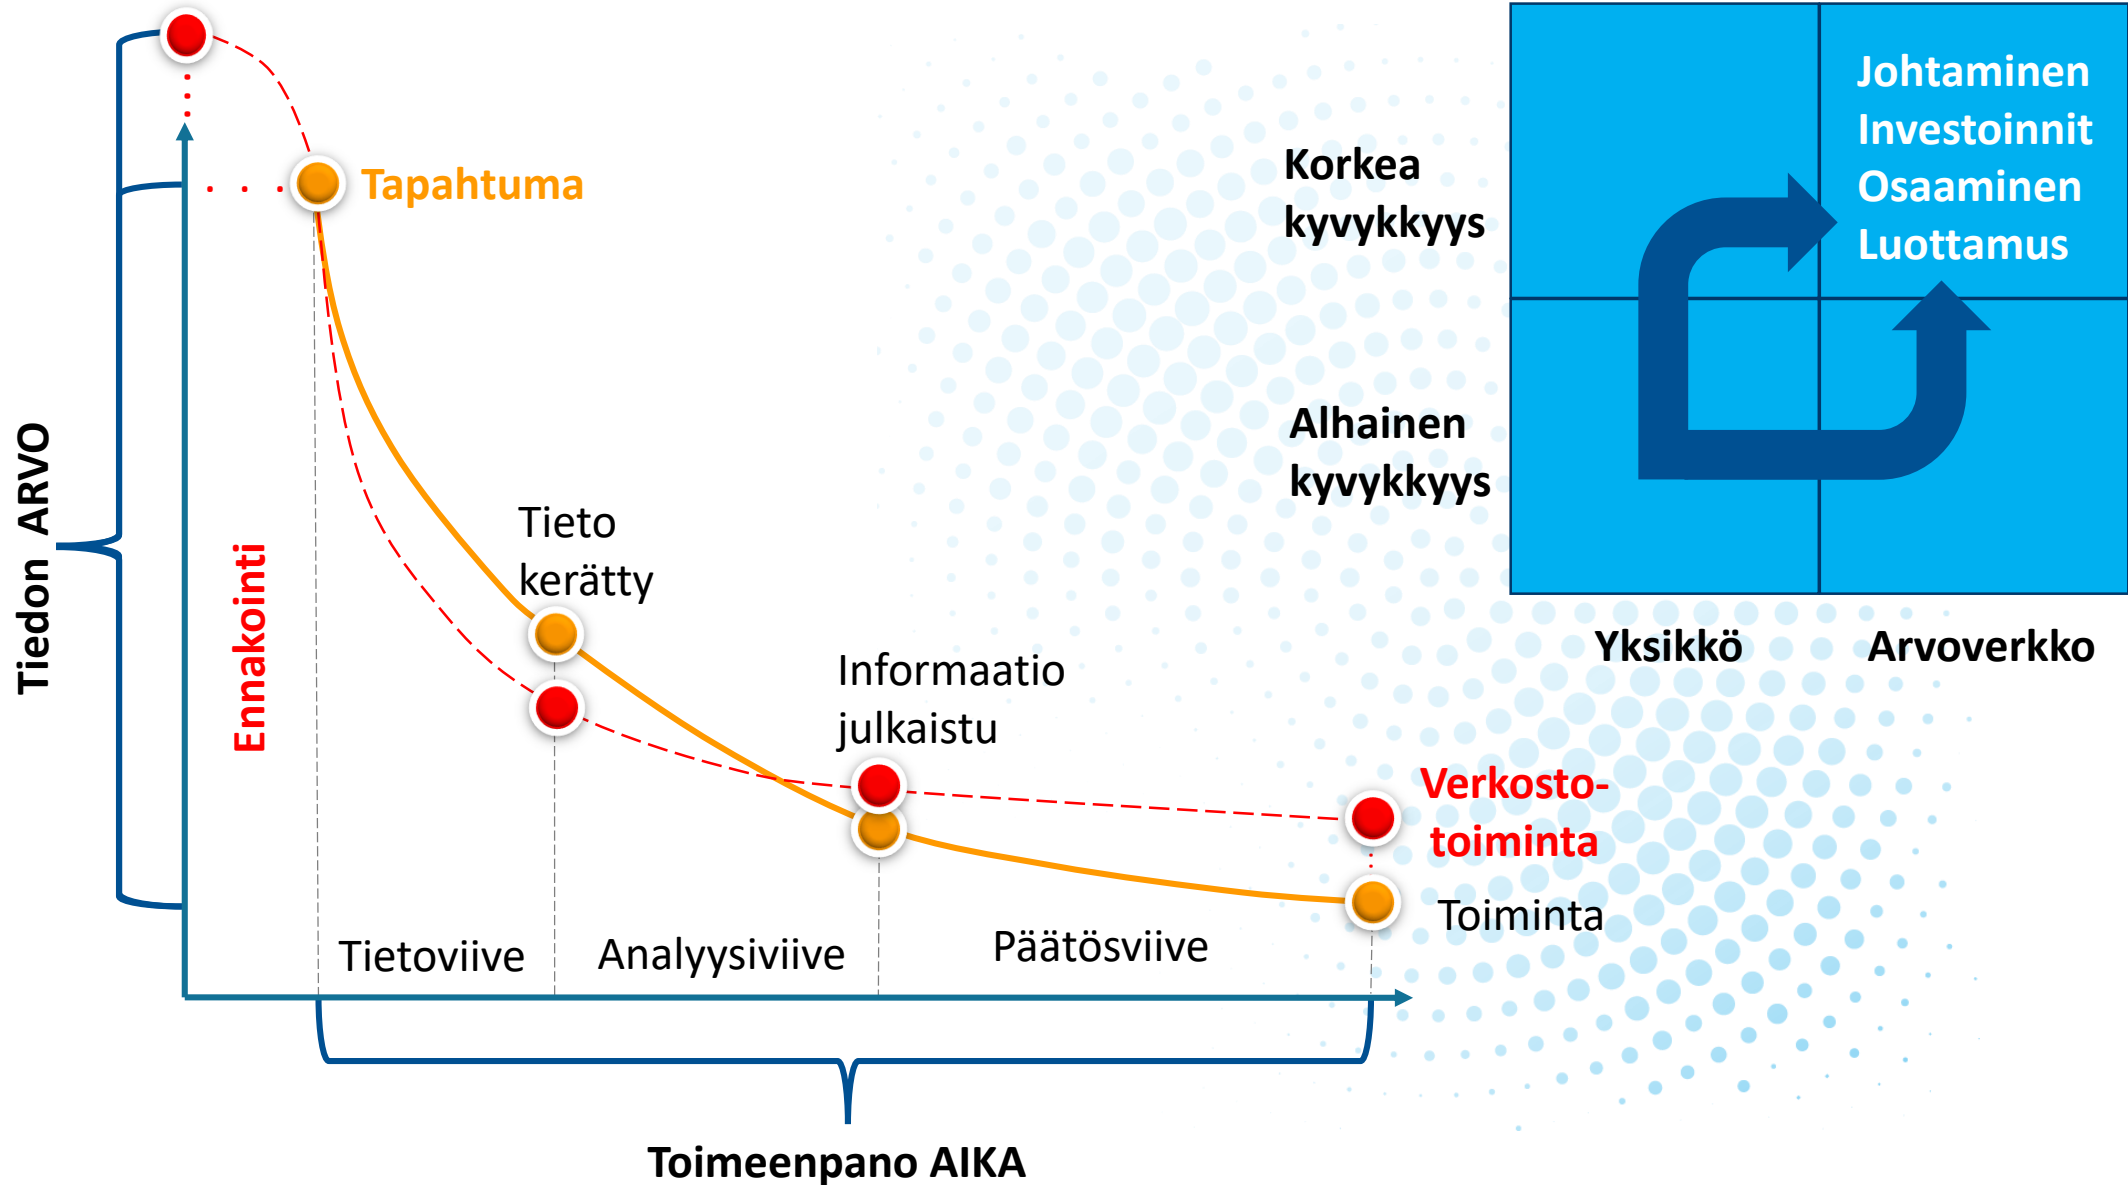 Tiedon ARVO
Ennakointi
Tapahtuma
Tieto
kerätty
Informaatio
julkaistu
Verkosto-
toiminta
Toiminta
Tietoviive
Analyysiviive
Päätösviive
Toimeenpano AIKA
Korkea
kyvykkyys
Alhainen
kyvykkyys
Johtaminen
Investoinnit
Osaaminen
Luottamus
Yksikkö
Arvoverkko